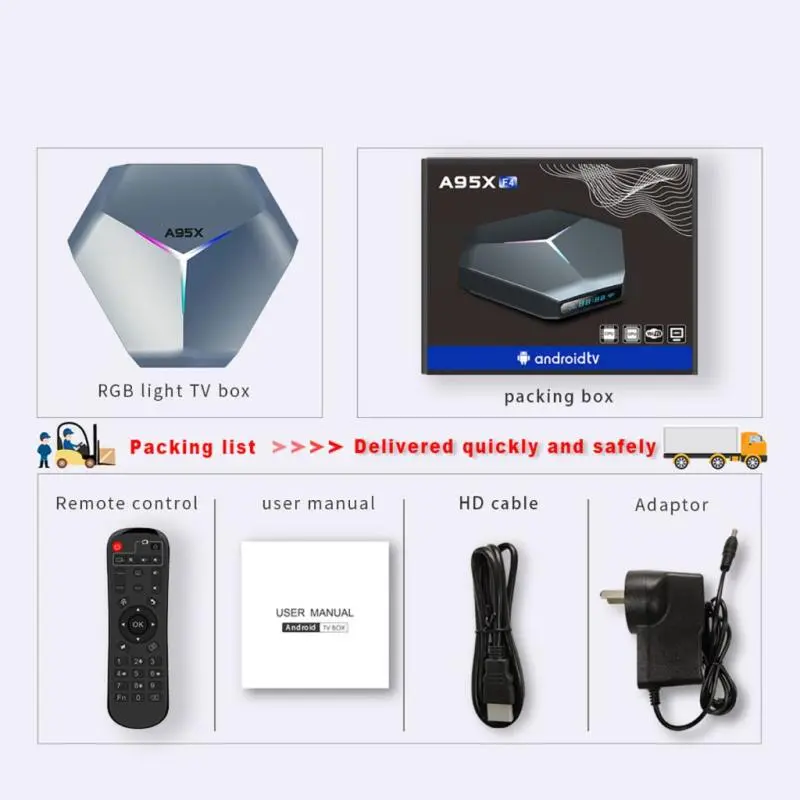 A95X
RGB light TV box
A95X F4
androidtv
packing box
Packing list >>>> Delivered quickly and safely
Remote control
user manual
HD cable
Adaptor
USER MANUAL
Android TV BOX
OK
1 2 3
4 5 6
7 8 9
Fn 0